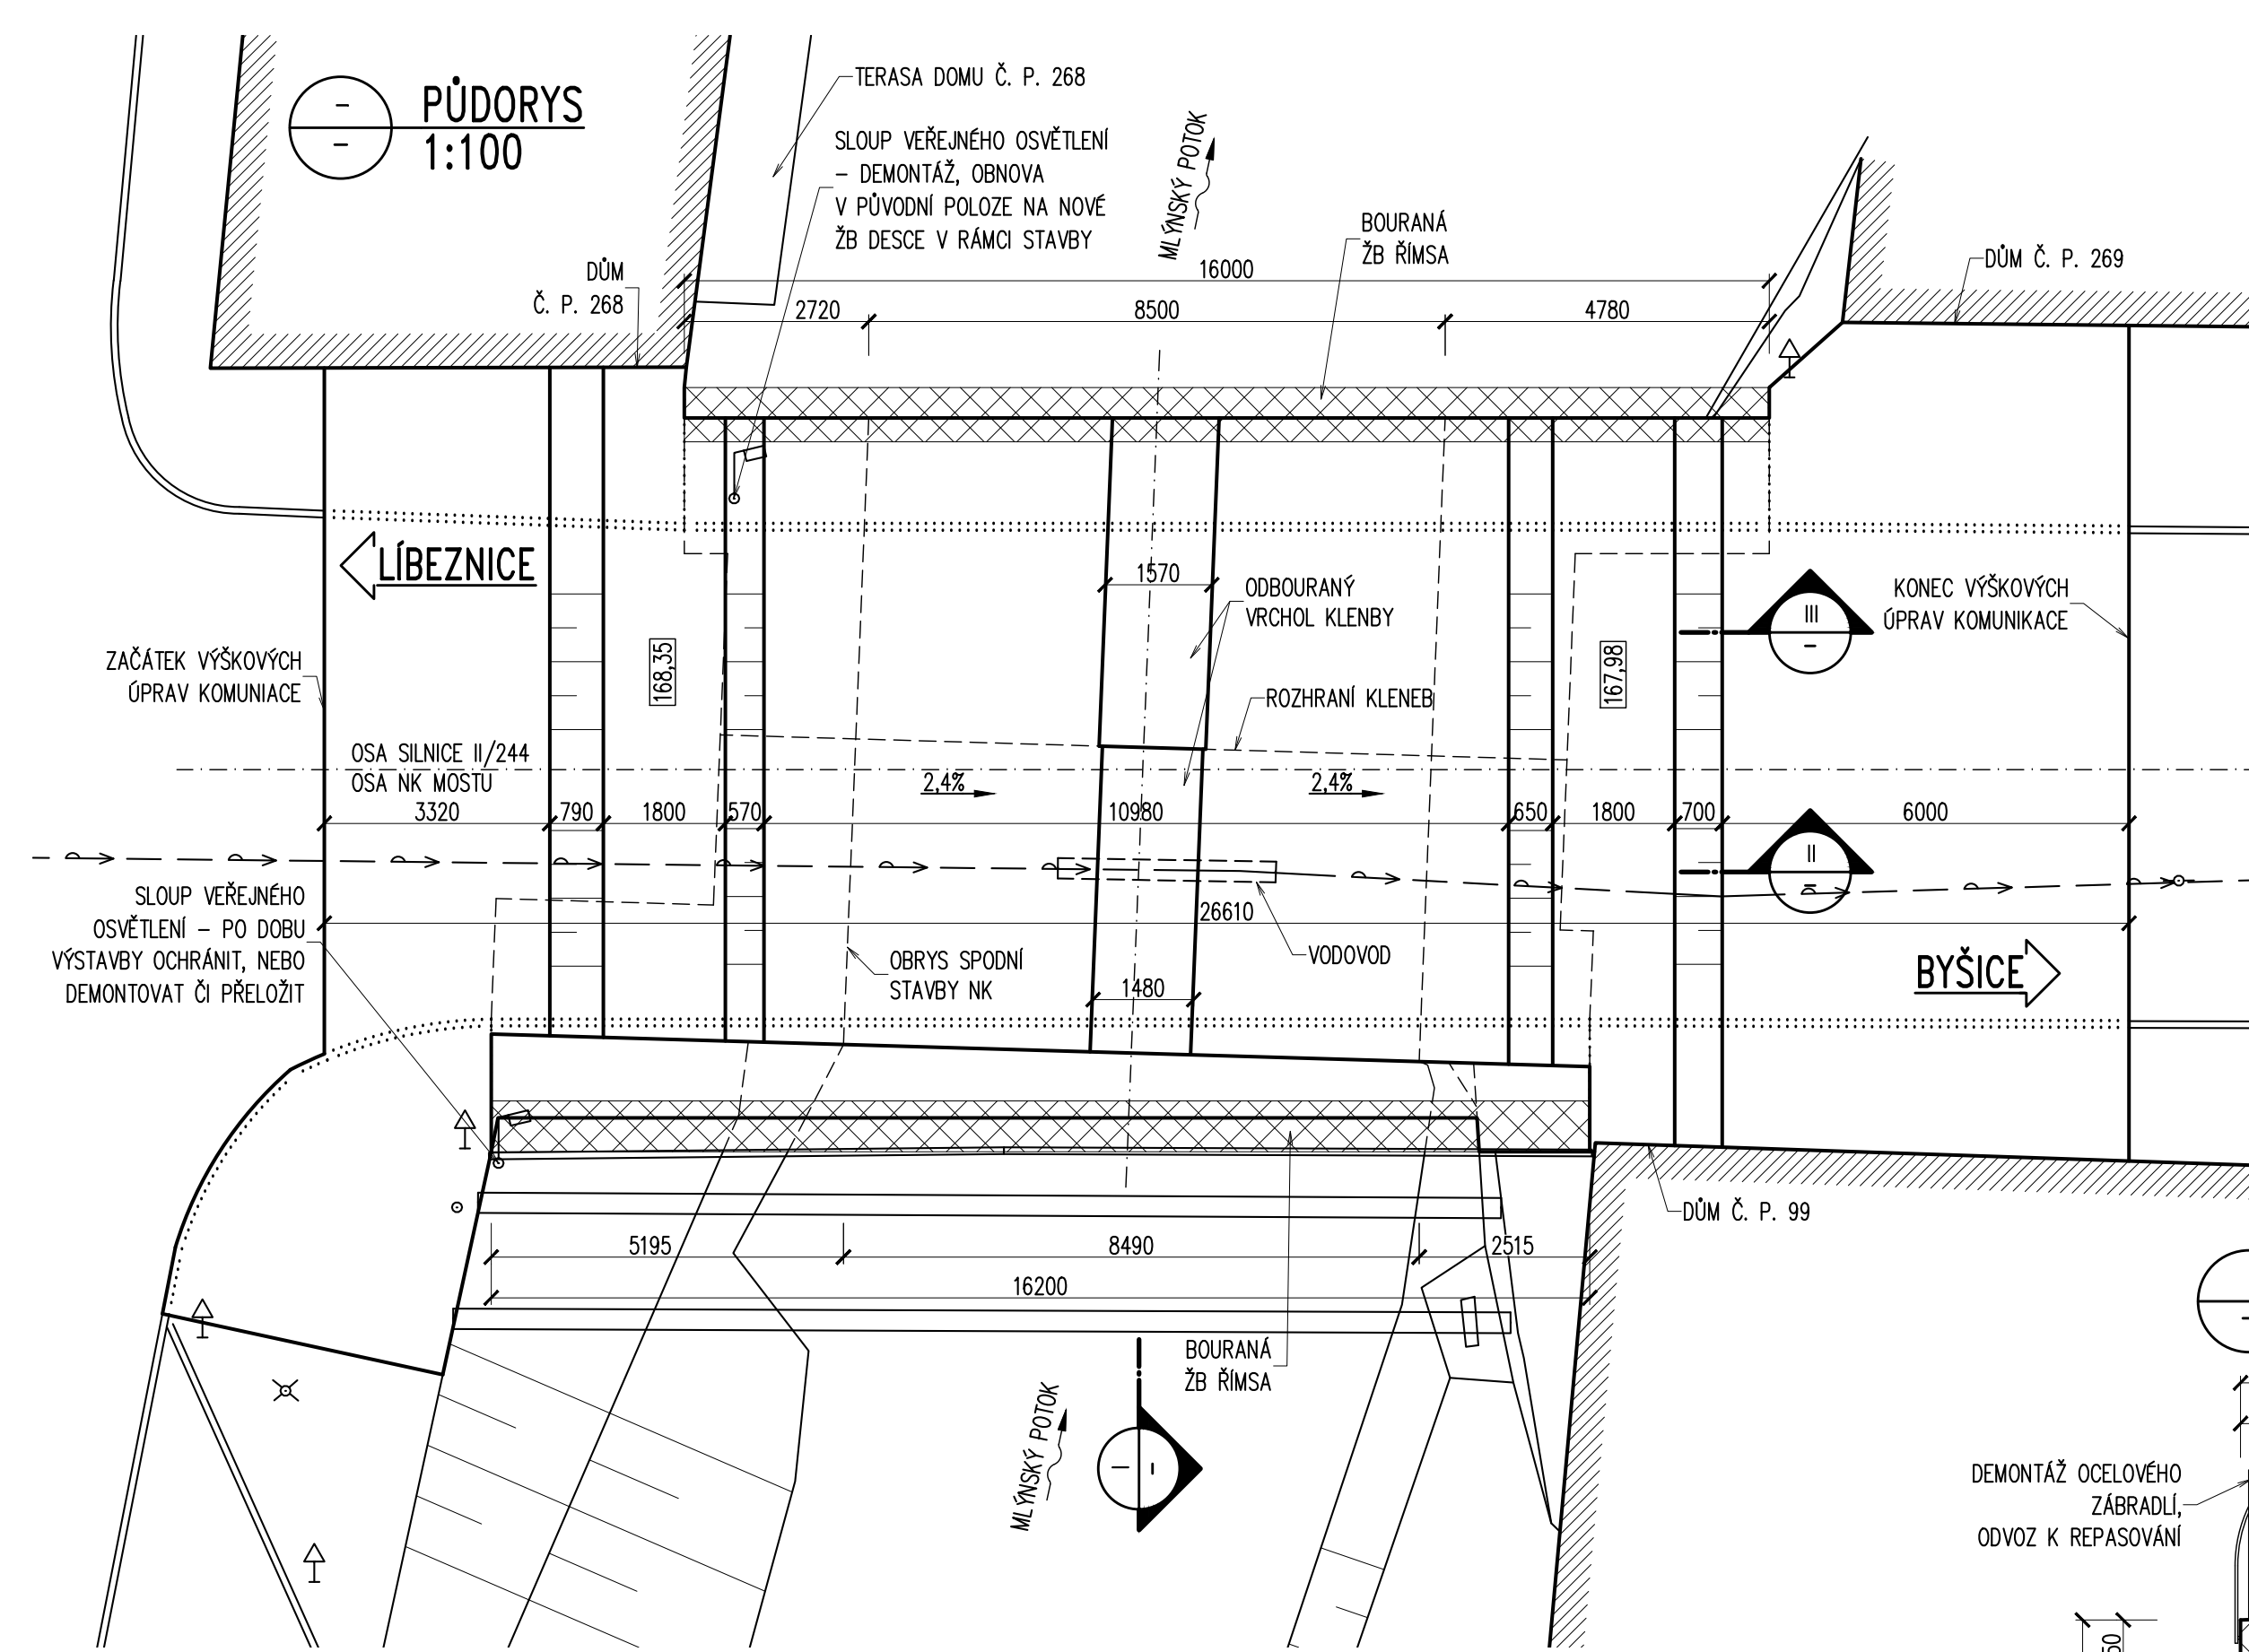 PŮDORYS
1:100
TERASA DOMU Č. P. 268
SLOUP VEŘEJNÉHO OSVĚTLENÍ
– DEMONTÁŽ, OBNOVA
V PŮVODNÍ POLOZE NA NOVÉ
ŽB DESCE V RÁMCI STAVBY
MLÝNSKÝ POTOK
BOURANÁ
ŽB ŘÍMSA
DŮM
Č. P. 268
DŮM Č. P. 269
16000
2720
8500
4780
LÍBEZNICE
1570
ODBOURANÝ
VRCHOL KLENBY
III
–
KONEC VÝŠKOVÝCH
ÚPRAV KOMUNIKACE
ZAČÁTEK VÝŠKOVÝCH
ÚPRAV KOMUNIACE
168,35
167,98
ROZHRANÍ KLENEB
OSA SILNICE II/244
OSA NK MOSTU
2,4%
2,4%
3320
790
1800
570
10980
650
1800
700
6000
II
–
SLOUP VEŘEJNÉHO
OSVĚTLENÍ – PO DOBU
VÝSTAVBY OCHRÁNIT, NEBO
DEMONTOVAT ČI PŘELOŽIT
26610
OBRYS SPODNÍ
STAVBY NK
VODOVOD
1480
BYŠICE
DŮM Č. P. 99
5195
8490
2515
16200
BOURANÁ
ŽB ŘÍMSA
MLÝNSKÝ POTOK
I
–
DEMONTÁŽ OCELOVÉHO
ZÁBRADLÍ,
ODVOZ K REPASOVÁNÍ